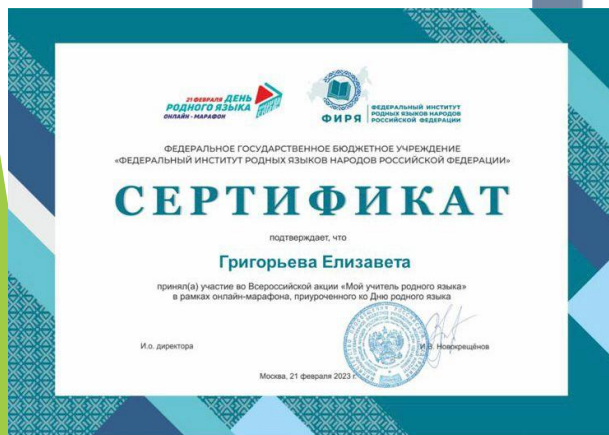 21 ФЕВРАЛЯ ДЕНЬ
РОДНОГО ЯЗЫКА
ОНЛАЙН - МАРАФОН
ФИРЯ
ФЕДЕРАЛЬНЫЙ ИНСТИТУТ
РОДНЫХ ЯЗЫКОВ НАРОДОВ
РОССИЙСКОЙ ФЕДЕРАЦИИ
ФЕДЕРАЛЬНОЕ ГОСУДАРСТВЕННОЕ БЮДЖЕТНОЕ УЧРЕЖДЕНИЕ
«ФЕДЕРАЛЬНЫЙ ИНСТИТУТ РОДНЫХ ЯЗЫКОВ НАРОДОВ РОССИЙСКОЙ ФЕДЕРАЦИИ»
СЕРТИФИКАТ
подтверждает, что
Григорьева Елизавета
принял(а) участие во Всероссийской акции «Мой учитель родного языка»
в рамках онлайн-марафона, приуроченного ко Дню родного языка
И.о. директора
И.В. Новокрещёнов
Москва, 21 февраля 2023 г.